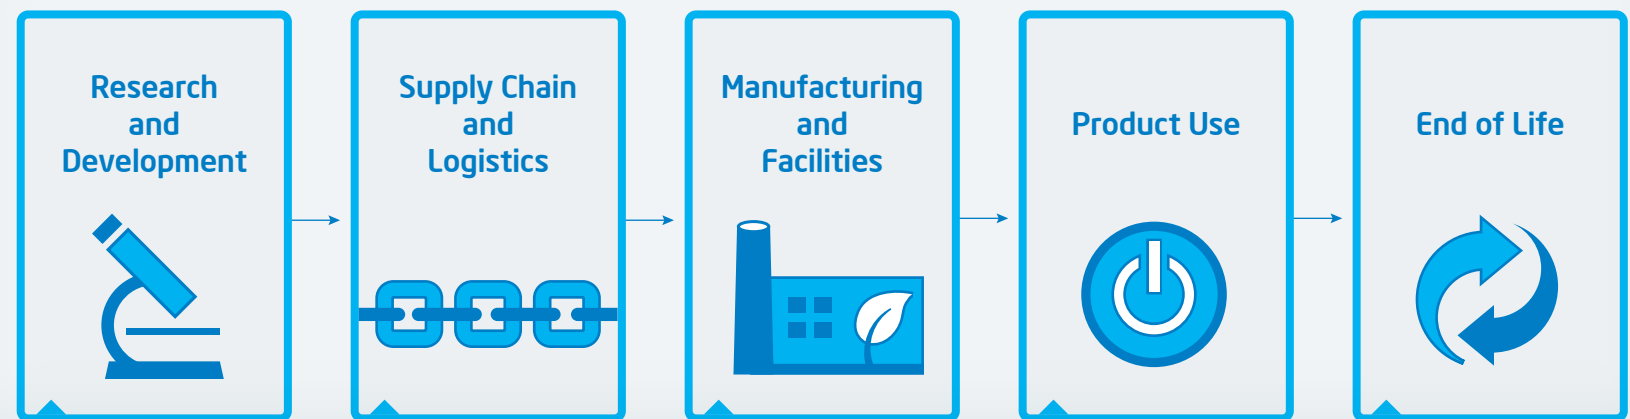 Research
and
Development
Supply Chain
and
Logistics
Manufacturing
and
Facilities
Product Use
End of Life